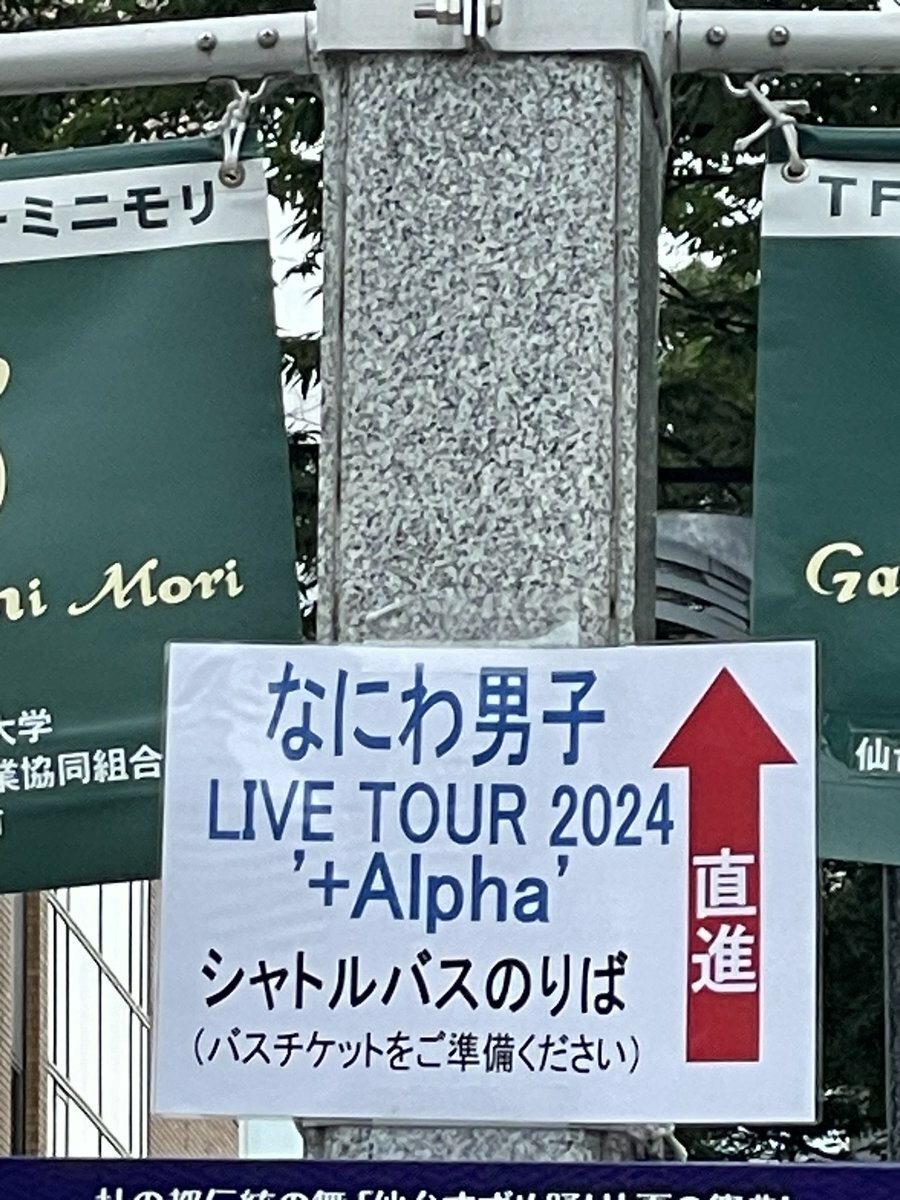 ミニモリ
TF
ni Mori
Ga
大学
業協同組合
なにわ男子
LIVE TOUR 2024
'+Alpha'
シャトルバスのりば
（バスチケットをご準備ください）
直進